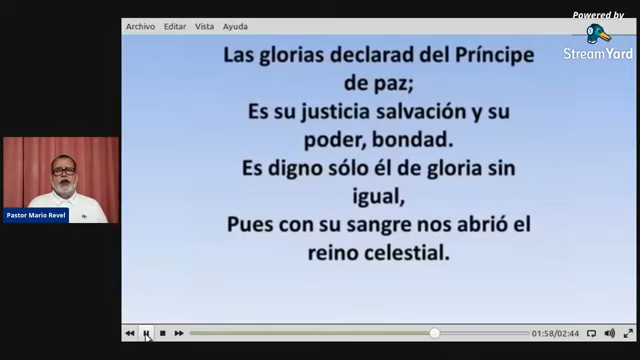 Powered by
StreamYard
Archivo Editar Vista Ayuda
Las glorias declarad del Príncipe
de paz;
Es su justicia salvación y su
poder, bondad.
Es digno sólo él de gloria sin
igual,
Pues con su sangre nos abrió el
reino celestial.
Pastor Mario Revel
01:58/02:44